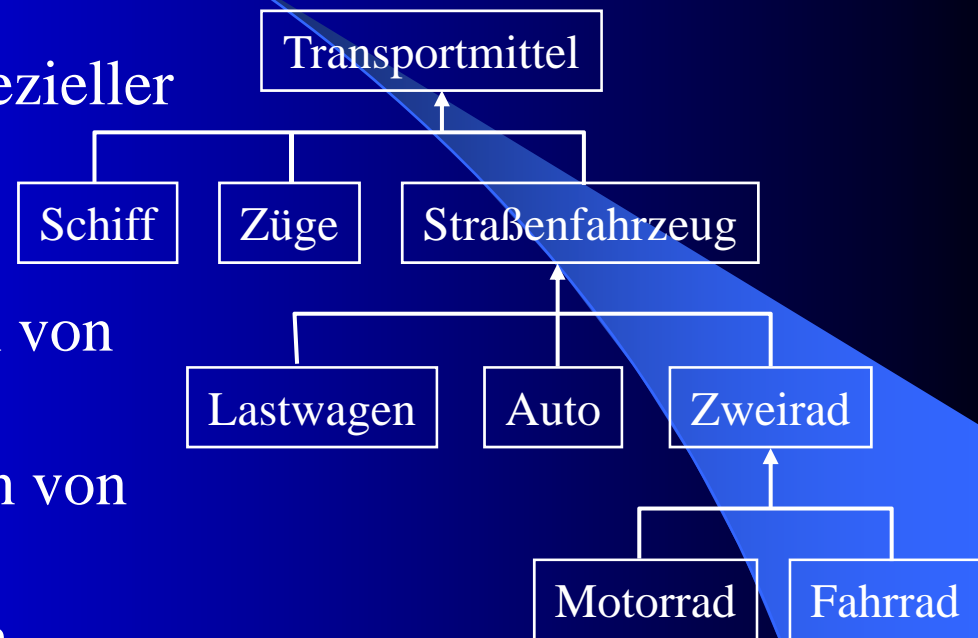 Transportmittel
ezieller
Schiff Züge Straßenfahrzeug
von
Lastwagen Auto Zweirad
n von
Motorrad Fahrrad